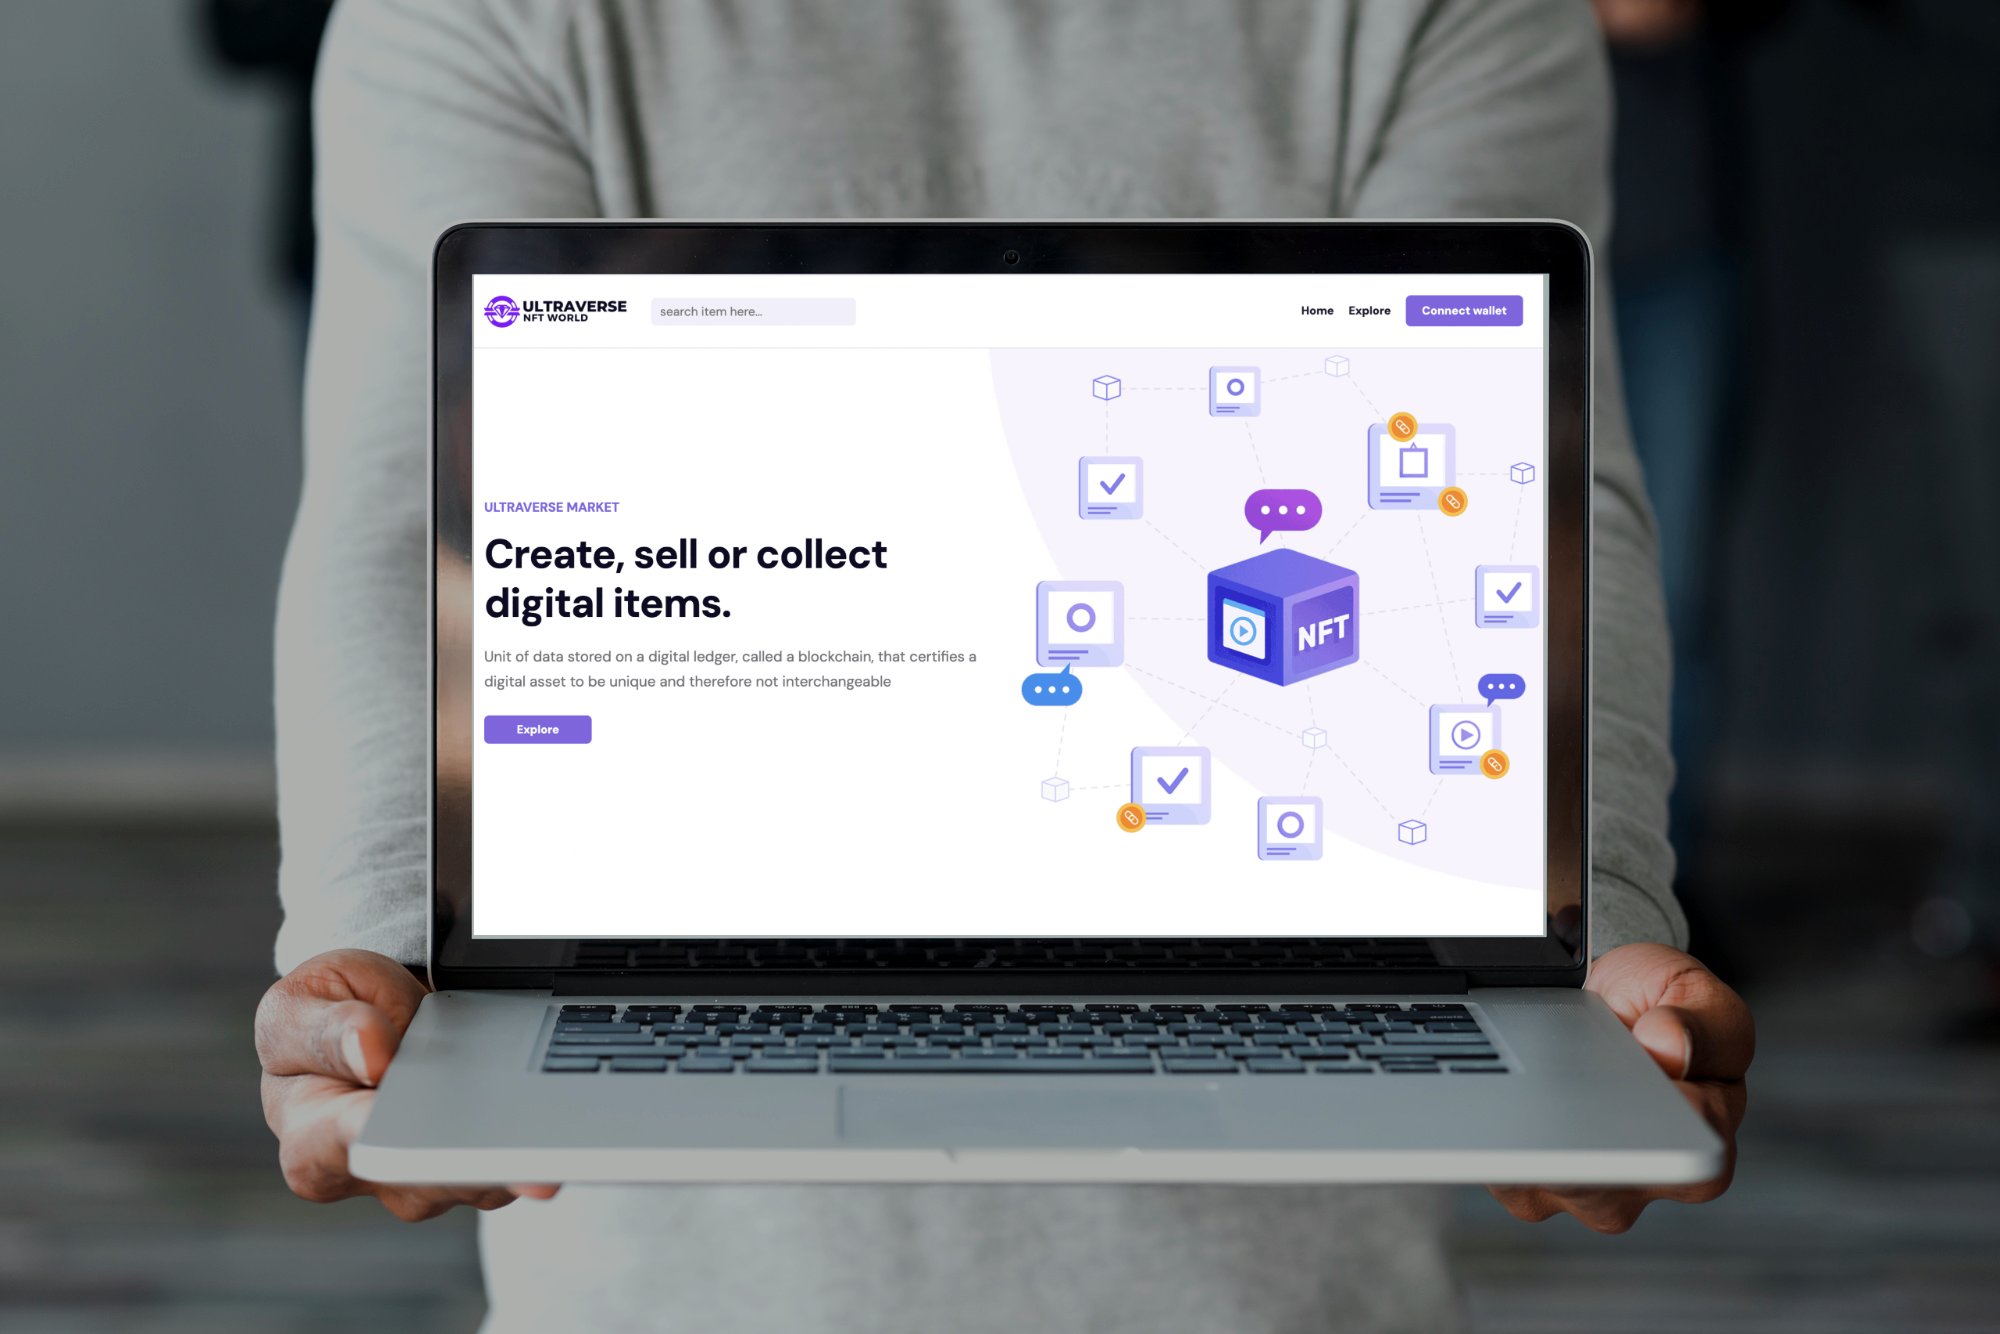 ULTRAVERSE
NFT WORLD
search item here...
Home Explore Connect wallet
ULTRAVERSE MARKET
Create, sell or collect
digital items.
Unit of data stored on a digital ledger, called a blockchain, that certifies a
digital asset to be unique and therefore not interchangeable
Explore
NFT